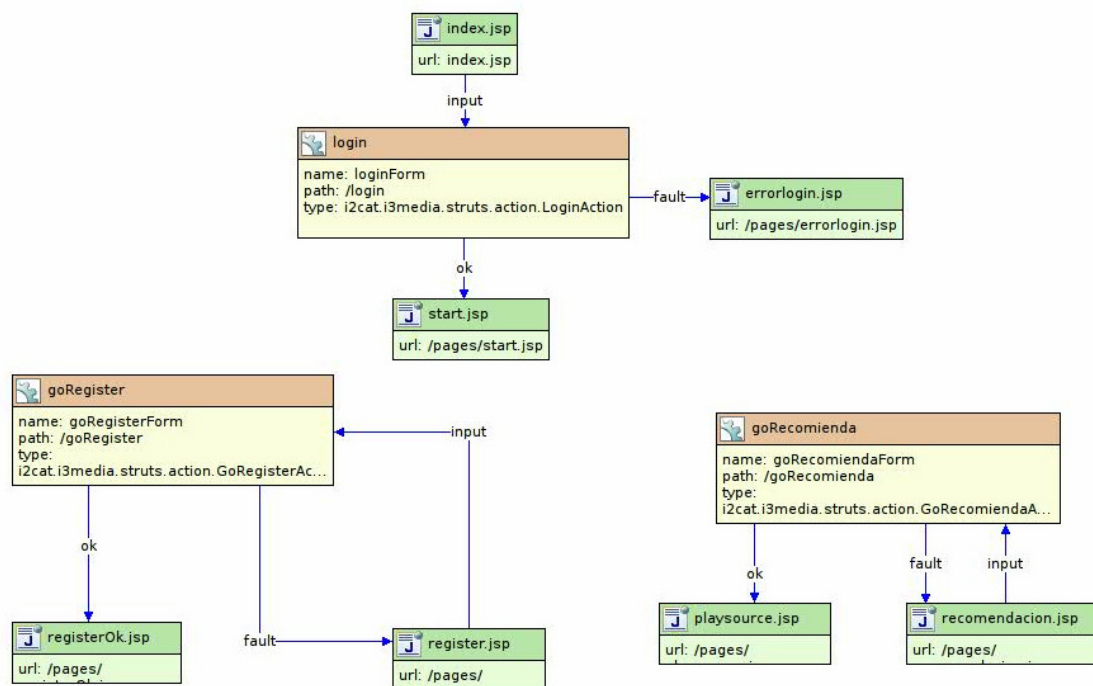 index.jsp
url: index.jsp
input
login
name: loginForm
path: /login
type: i2cat.i3media.struts.action.LoginAction
fault
errorlogin.jsp
url: /pages/errorlogin.jsp
ok
start.jsp
url: /pages/start.jsp
goRegister
name: goRegisterForm
path: /goRegister
type:
i2cat.i3media.struts.action.GoRegisterAc...
input
ok
fault
registerOk.jsp
url: /pages/
register.jsp
url: /pages/
goRecomienda
name: goRecomiendaForm
path: /goRecomienda
type:
i2cat.i3media.struts.action.GoRecomiendaA...
ok
fault
input
playsource.jsp
url: /pages/
recomendacion.jsp
url: /pages/